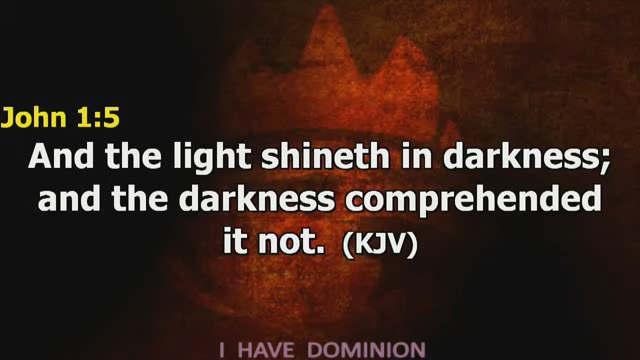 John 1:5
And the light shineth in darkness;
and the darkness comprehended
it not. (KJV)
I HAVE DOMINION